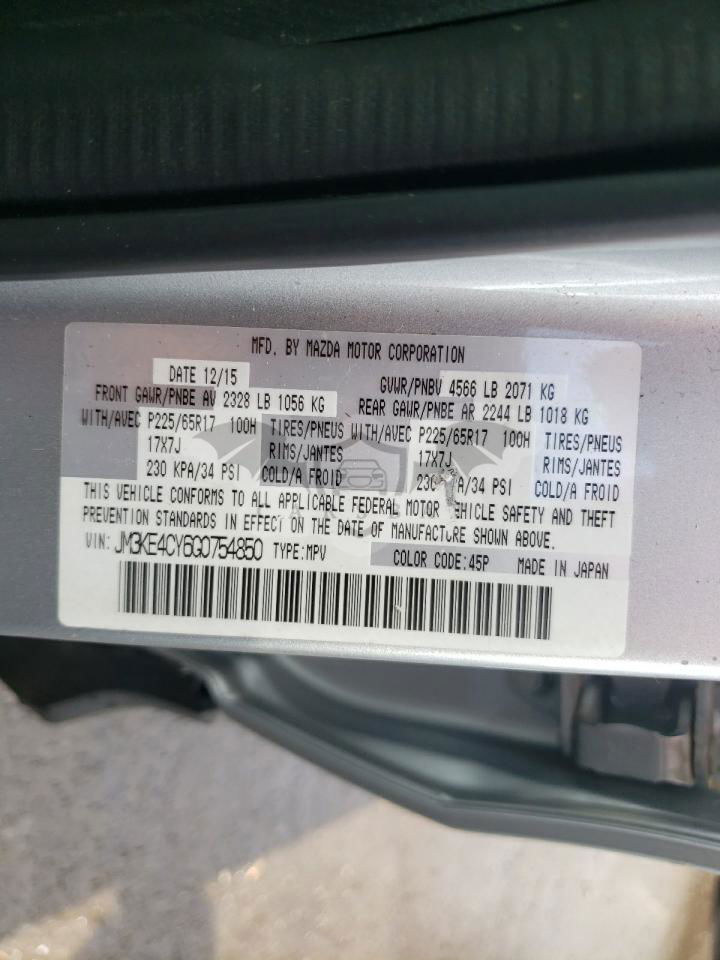 MFD. BY MAZDA MOTOR CORPORATION
DATE 12/15 GVWR/PNBV 4566 LB 2071 KG
FRONT GAWR/PNBE AV 2328 LB 1056 KG REAR GAWR/PNBE AR 2244 LB 1018 KG
WITH/AVEC P225/65R17 100H TIRES/PNEUS WITH/AVEC P225/65R17 100H TIRES/PNEUS
17X7J RIMS/JANTES 17X7J RIMS/JANTES
230 KPA/34 PSI COLD/A FROID 230 A/34 PSI COLD/A FROID
THIS VEHICLE CONFORMS TO ALL APPLICABLE FEDERAL MOTOR VEHICLE SAFETY AND THEFT
PREVENTION STANDARDS IN EFFECT ON THE DATE OF MANUFACTURE SHOWN ABOVE.
VIN: JM3KE4CY6G0754850 TYPE:MPV COLOR CODE:45P MADE IN JAPAN